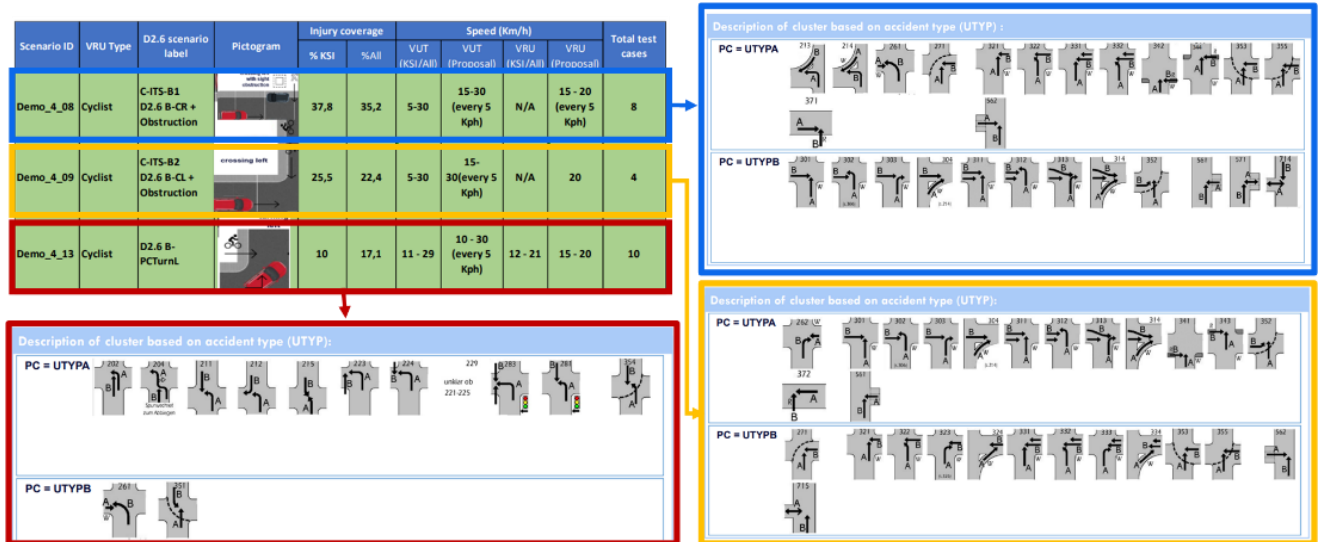 Scenario ID VRU Type D2.6 scenario label Pictogram Injury coverage Speed (Km/h) Total test cases
% KSI %All VUT (KSI/All) VUT (Proposal) VRU (KSI/All) VRU (Proposal)
Demo_4_08 Cyclist C-ITS-B1 D2.6 B-CR + Obstruction 37,8 35,2 5-30 15-30 (every 5 Kph) N/A 15 - 20 (every 5 Kph) 8
with sight
obstruction
Demo_4_09 Cyclist C-ITS-B2 D2.6 B-CL + Obstruction 25,5 22,4 5-30 15-30(every 5 Kph) N/A 20 4
crossing left
Demo_4_13 Cyclist D2.6 B-PCTurnL 10 17,1 11 - 29 10 - 30 (every 5 Kph) 12 - 21 15 - 20 10
Description of cluster based on accident type (UTYP) :
PC = UTYPA
213 214 261 271 321 322 331 332 342 344 353 355
371 562
PC = UTYPB
301 302 303 304 311 312 313 314 352 561 571 714
Description of cluster based on accident type (UTYP):
PC = UTYPA
262 301 302 303 304 311 312 313 314 341 343 352
372 561
PC = UTYPB
271 321 322 323 324 331 332 333 334 353 355 562
715
Description of cluster based on accident type (UTYP):
PC = UTYPA
202 204 211 212 215 223 224 229 283 281 354
Spurwechsel
zum Abbiegen
unklar ob
221-225
PC = UTYPB
261 351